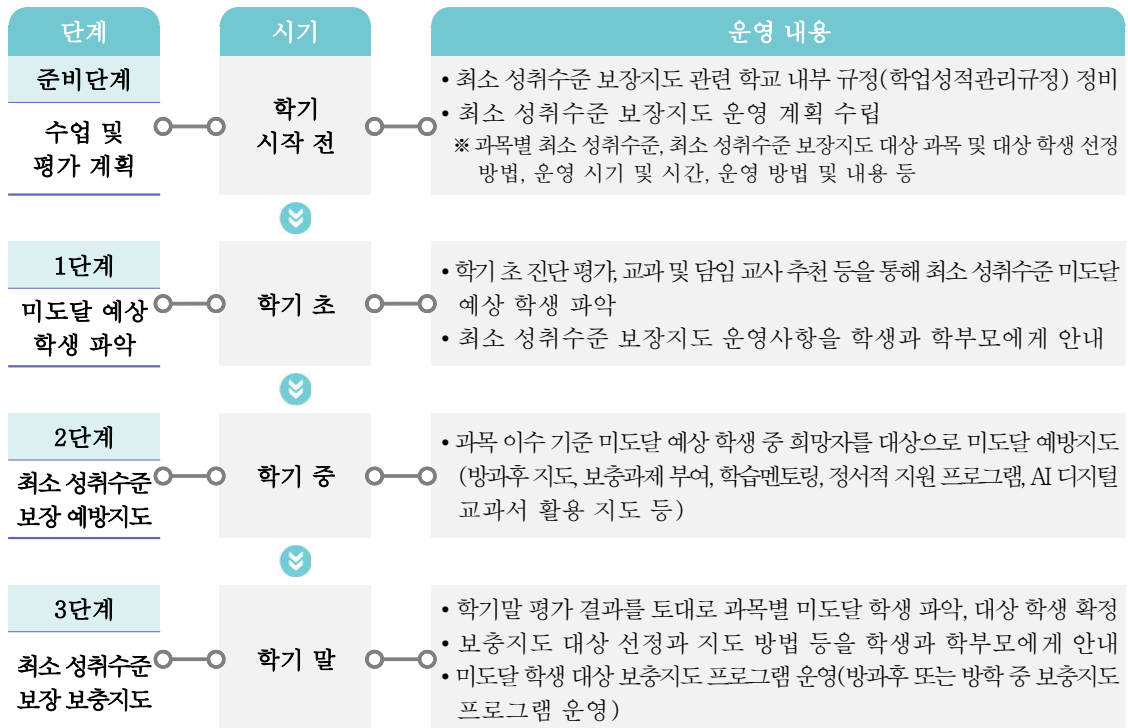 단계
시기
운영 내용
준비단계
수업 및
평가 계획
학기
시작 전
• 최소 성취수준 보장지도 관련 학교 내부 규정(학업성적관리규정) 정비
• 최소 성취수준 보장지도 운영 계획 수립
※ 과목별 최소 성취수준, 최소 성취수준 보장지도 대상 과목 및 대상 학생 선정
방법, 운영 시기 및 시간, 운영 방법 및 내용 등
1단계
미도달 예상
학생 파악
학기 초
• 학기 초 진단 평가, 교과 및 담임 교사 추천 등을 통해 최소 성취수준 미도달
예상 학생 파악
• 최소 성취수준 보장지도 운영사항을 학생과 학부모에게 안내
2단계
최소 성취수준
보장 예방지도
학기 중
• 과목 이수 기준 미도달 예상 학생 중 희망자를 대상으로 미도달 예방지도
(방과후 지도, 보충과제 부여, 학습멘토링, 정서적 지원 프로그램, AI 디지털
교과서 활용 지도 등)
3단계
최소 성취수준
보장 보충지도
학기 말
• 학기말 평가 결과를 토대로 과목별 미도달 학생 파악, 대상 학생 확정
• 보충지도 대상 선정과 지도 방법 등을 학생과 학부모에게 안내
• 미도달 학생 대상 보충지도 프로그램 운영(방과후 또는 방학 중 보충지도
프로그램 운영)